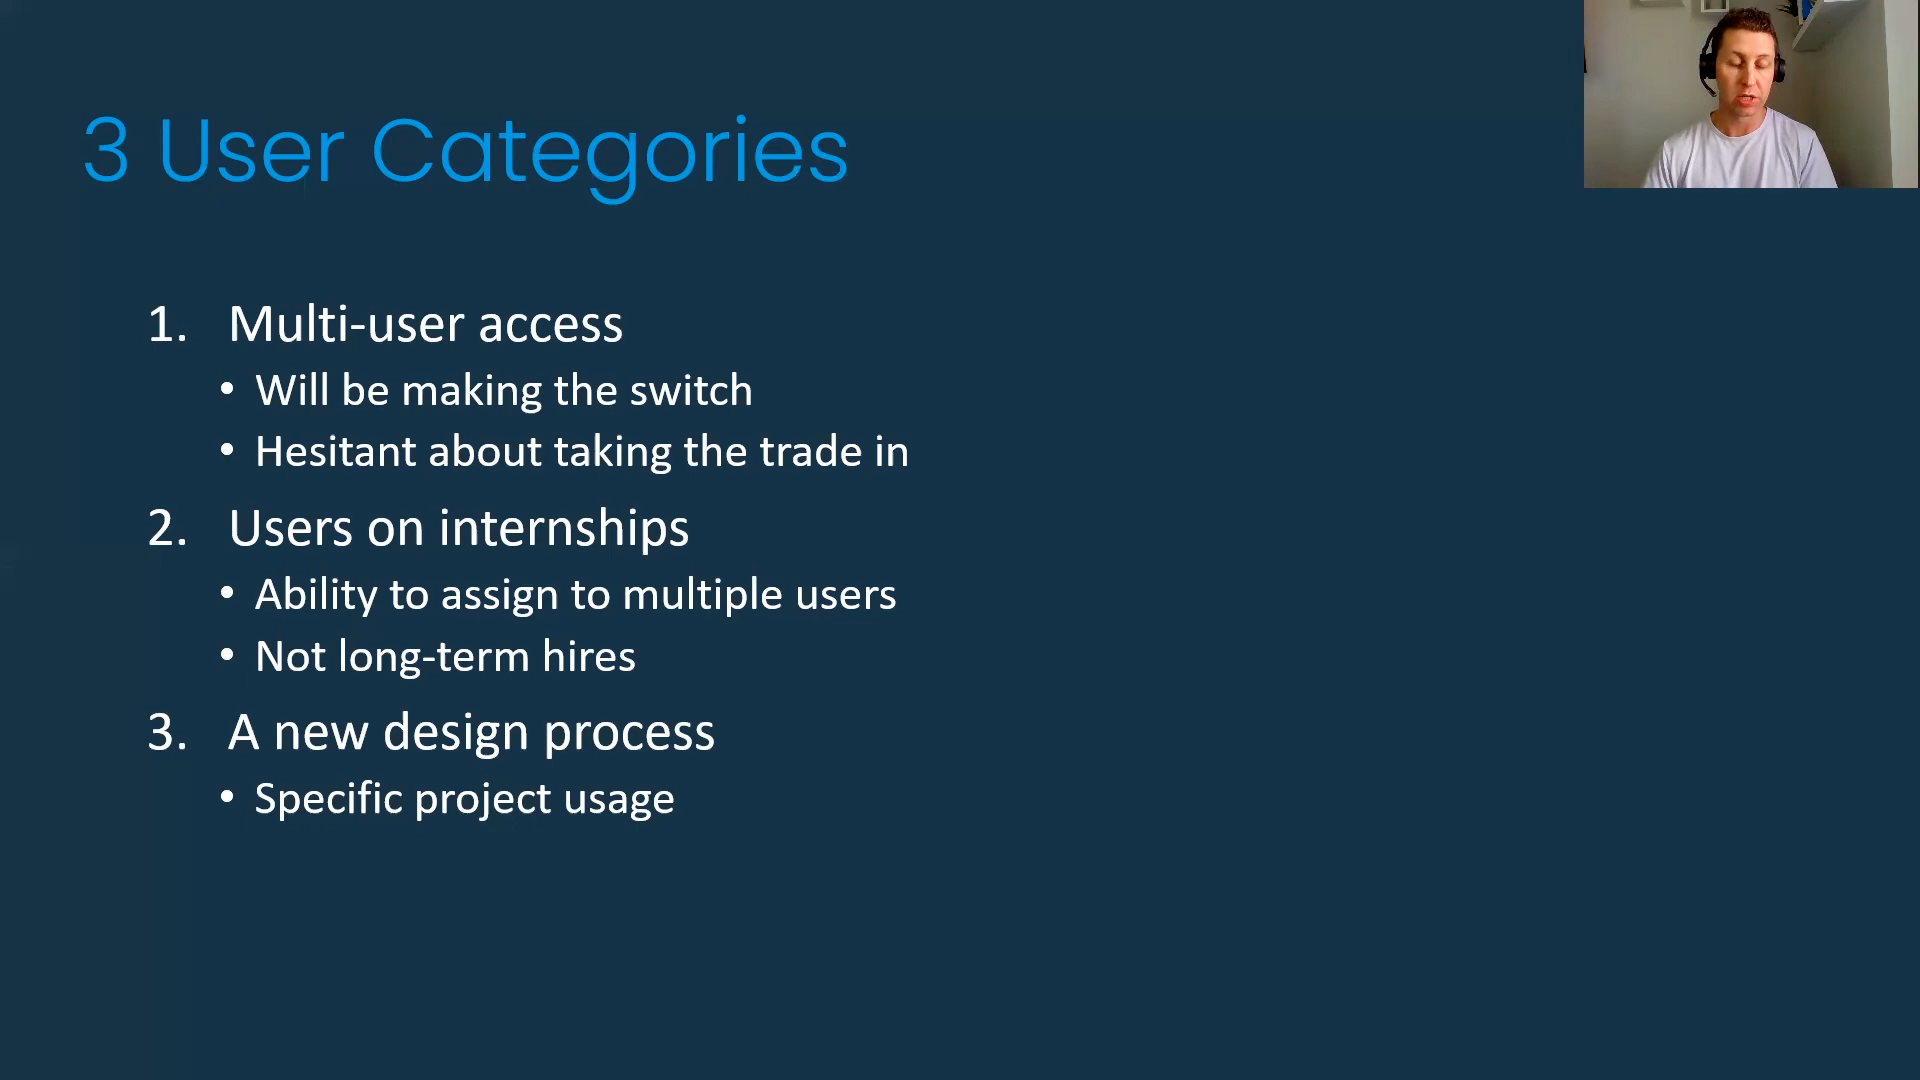 3 User Categories
1. Multi-user access
• Will be making the switch
• Hesitant about taking the trade in
2. Users on internships
• Ability to assign to multiple users
• Not long-term hires
3. A new design process
• Specific project usage